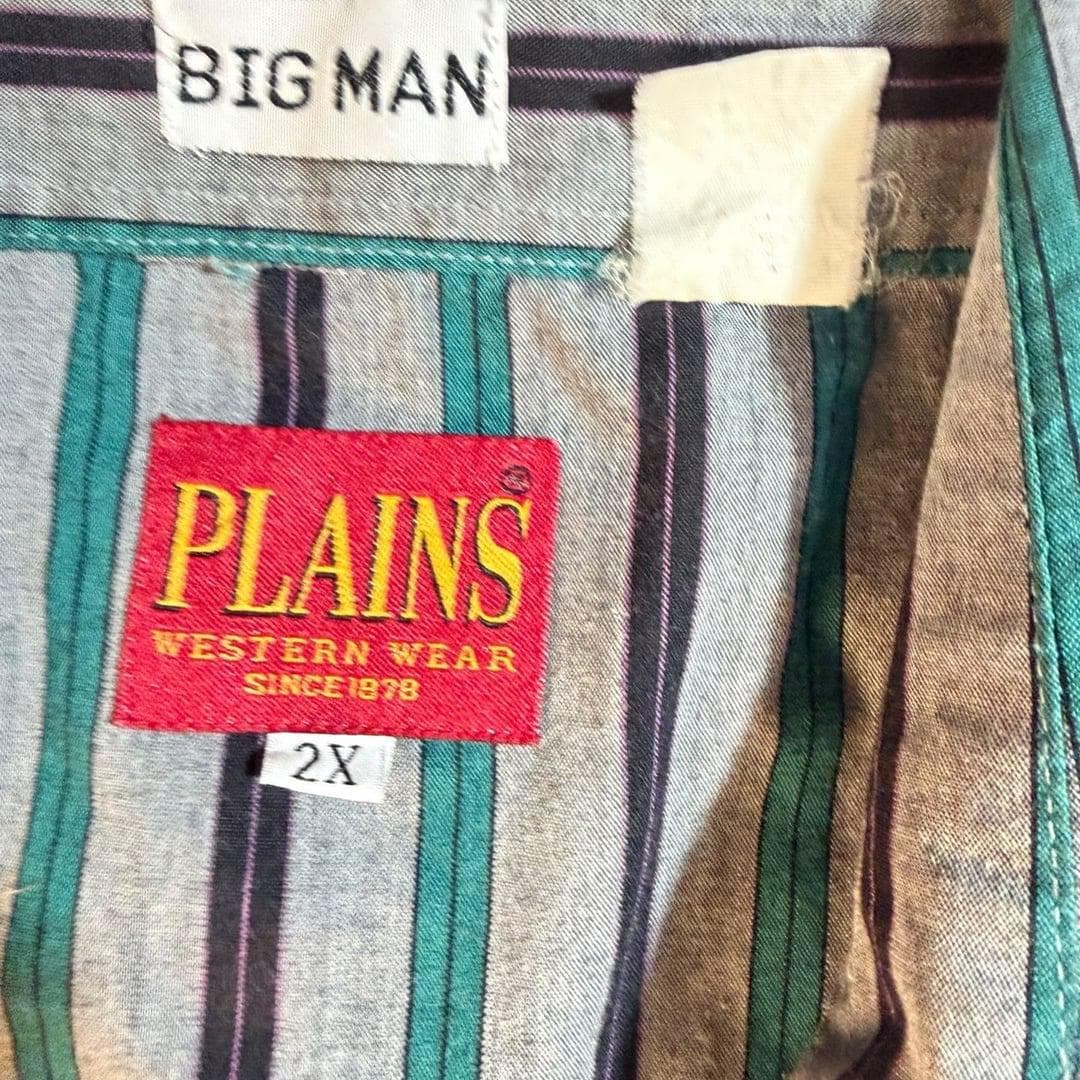 BIG MAN
PLAINS®
WESTERN WEAR
SINCE 1878
2X